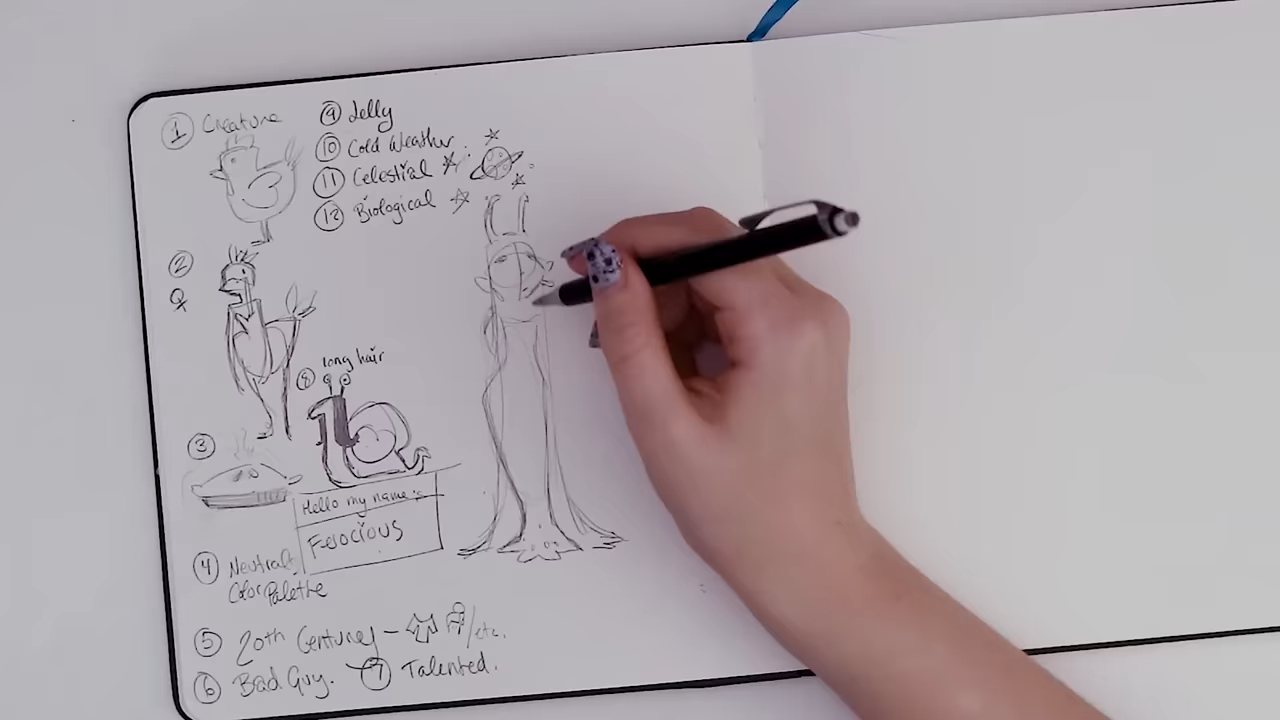 ① Creature
②
♀
③
④ Neutral
Color Palette
⑤ 20th Century - /etc.
⑥ Bad Guy. ⑦ Talented.
⑧ long hair
Hello my name is
Ferocious
⑨ Jelly
⑩ Cold Weather.
⑪ Celestial
⑫ Biological